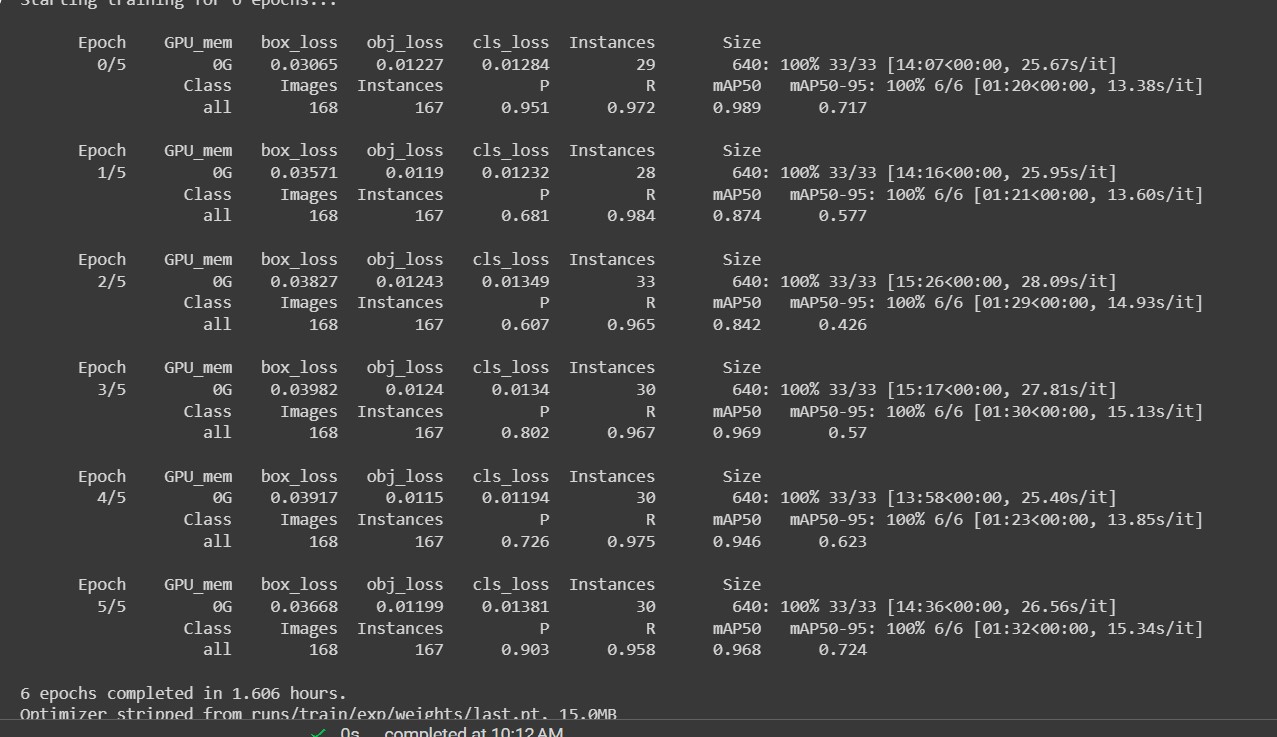 Starting training for 6 epochs...
Epoch GPU_mem box_loss obj_loss cls_loss Instances Size
0/5 0G 0.03065 0.01227 0.01284 29 640: 100% 33/33 [14:07<00:00, 25.67s/it]
Class Images Instances P R mAP50 mAP50-95: 100% 6/6 [01:20<00:00, 13.38s/it]
all 168 167 0.951 0.972 0.989 0.717
Epoch GPU_mem box_loss obj_loss cls_loss Instances Size
1/5 0G 0.03571 0.0119 0.01232 28 640: 100% 33/33 [14:16<00:00, 25.95s/it]
Class Images Instances P R mAP50 mAP50-95: 100% 6/6 [01:21<00:00, 13.60s/it]
all 168 167 0.681 0.984 0.874 0.577
Epoch GPU_mem box_loss obj_loss cls_loss Instances Size
2/5 0G 0.03827 0.01243 0.01349 33 640: 100% 33/33 [15:26<00:00, 28.09s/it]
Class Images Instances P R mAP50 mAP50-95: 100% 6/6 [01:29<00:00, 14.93s/it]
all 168 167 0.607 0.965 0.842 0.426
Epoch GPU_mem box_loss obj_loss cls_loss Instances Size
3/5 0G 0.03982 0.0124 0.0134 30 640: 100% 33/33 [15:17<00:00, 27.81s/it]
Class Images Instances P R mAP50 mAP50-95: 100% 6/6 [01:30<00:00, 15.13s/it]
all 168 167 0.802 0.967 0.969 0.57
Epoch GPU_mem box_loss obj_loss cls_loss Instances Size
4/5 0G 0.03917 0.0115 0.01194 30 640: 100% 33/33 [13:58<00:00, 25.40s/it]
Class Images Instances P R mAP50 mAP50-95: 100% 6/6 [01:23<00:00, 13.85s/it]
all 168 167 0.726 0.975 0.946 0.623
Epoch GPU_mem box_loss obj_loss cls_loss Instances Size
5/5 0G 0.03668 0.01199 0.01381 30 640: 100% 33/33 [14:36<00:00, 26.56s/it]
Class Images Instances P R mAP50 mAP50-95: 100% 6/6 [01:32<00:00, 15.34s/it]
all 168 167 0.903 0.958 0.968 0.724
6 epochs completed in 1.606 hours.
Optimizer stripped from runs/train/exp/weights/last.pt, 15.0MB
0s completed at 10:12 AM